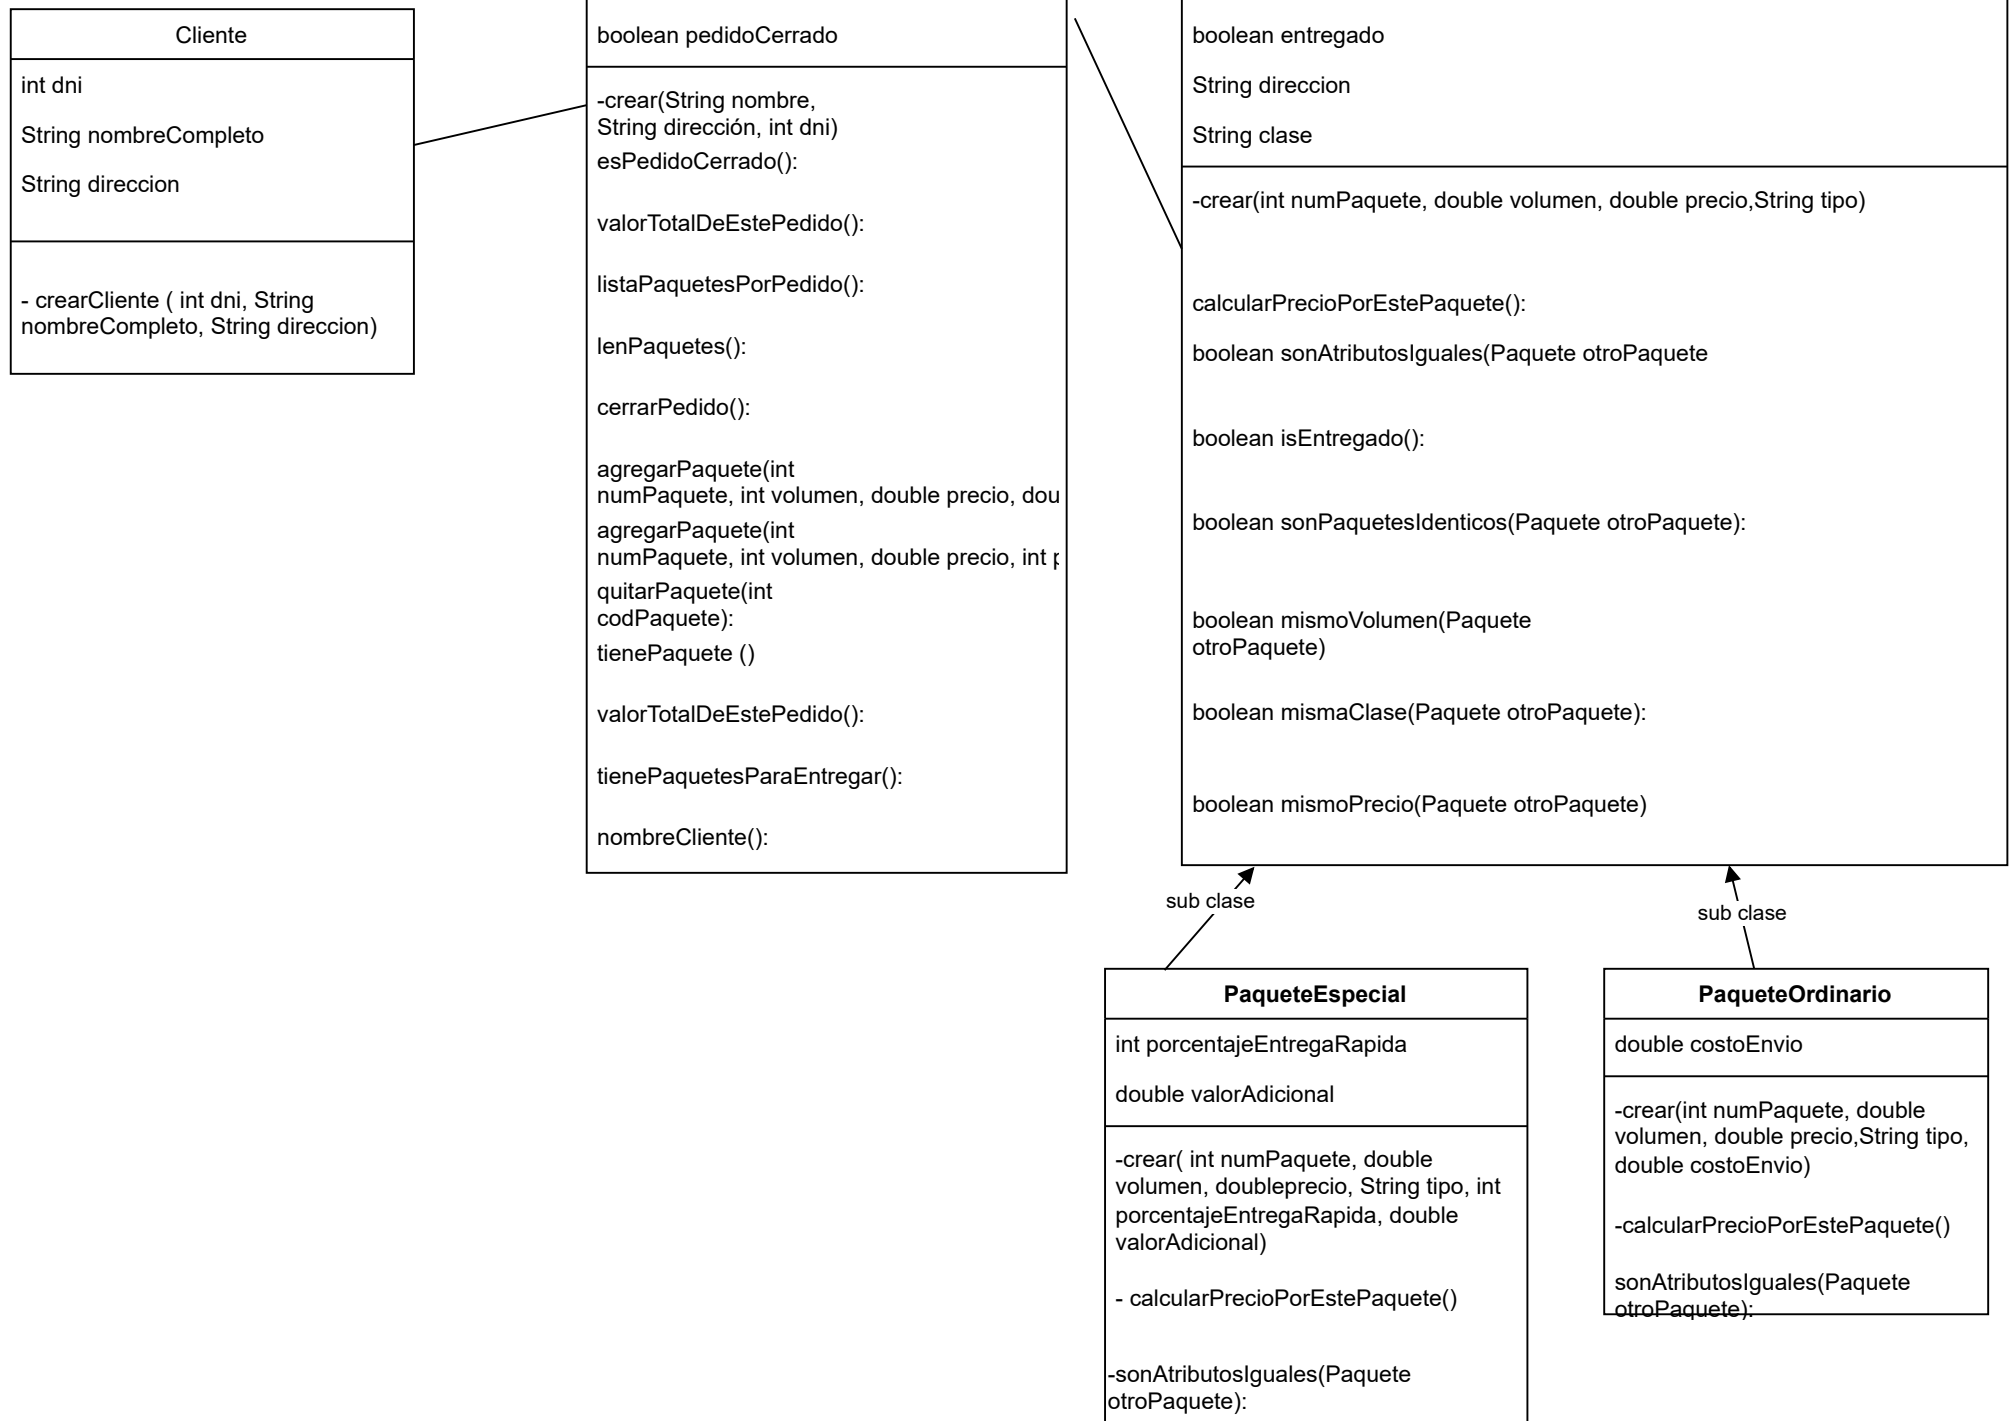 Cliente
int dni
String nombreCompleto
String direccion
- crearCliente ( int dni, String
nombreCompleto, String direccion)
boolean pedidoCerrado
-crear(String nombre,
String dirección, int dni)
esPedidoCerrado():
valorTotalDeEstePedido():
listaPaquetesPorPedido():
lenPaquetes():
cerrarPedido():
agregarPaquete(int
numPaquete, int volumen, double precio, dou
agregarPaquete(int
numPaquete, int volumen, double precio, int p
quitarPaquete(int
codPaquete):
tienePaquete ()
valorTotalDeEstePedido():
tienePaquetesParaEntregar():
nombreCliente():
boolean entregado
String direccion
String clase
-crear(int numPaquete, double volumen, double precio,String tipo)
calcularPrecioPorEstePaquete():
boolean sonAtributosIguales(Paquete otroPaquete
boolean isEntregado():
boolean sonPaquetesIdenticos(Paquete otroPaquete):
boolean mismoVolumen(Paquete
otroPaquete)
boolean mismaClase(Paquete otroPaquete):
boolean mismoPrecio(Paquete otroPaquete)
sub clase
sub clase
PaqueteEspecial
int porcentajeEntregaRapida
double valorAdicional
-crear( int numPaquete, double
volumen, doubleprecio, String tipo, int
porcentajeEntregaRapida, double
valorAdicional)
- calcularPrecioPorEstePaquete()
-sonAtributosIguales(Paquete
otroPaquete):
PaqueteOrdinario
double costoEnvio
-crear(int numPaquete, double
volumen, double precio,String tipo,
double costoEnvio)
-calcularPrecioPorEstePaquete()
sonAtributosIguales(Paquete
otroPaquete):